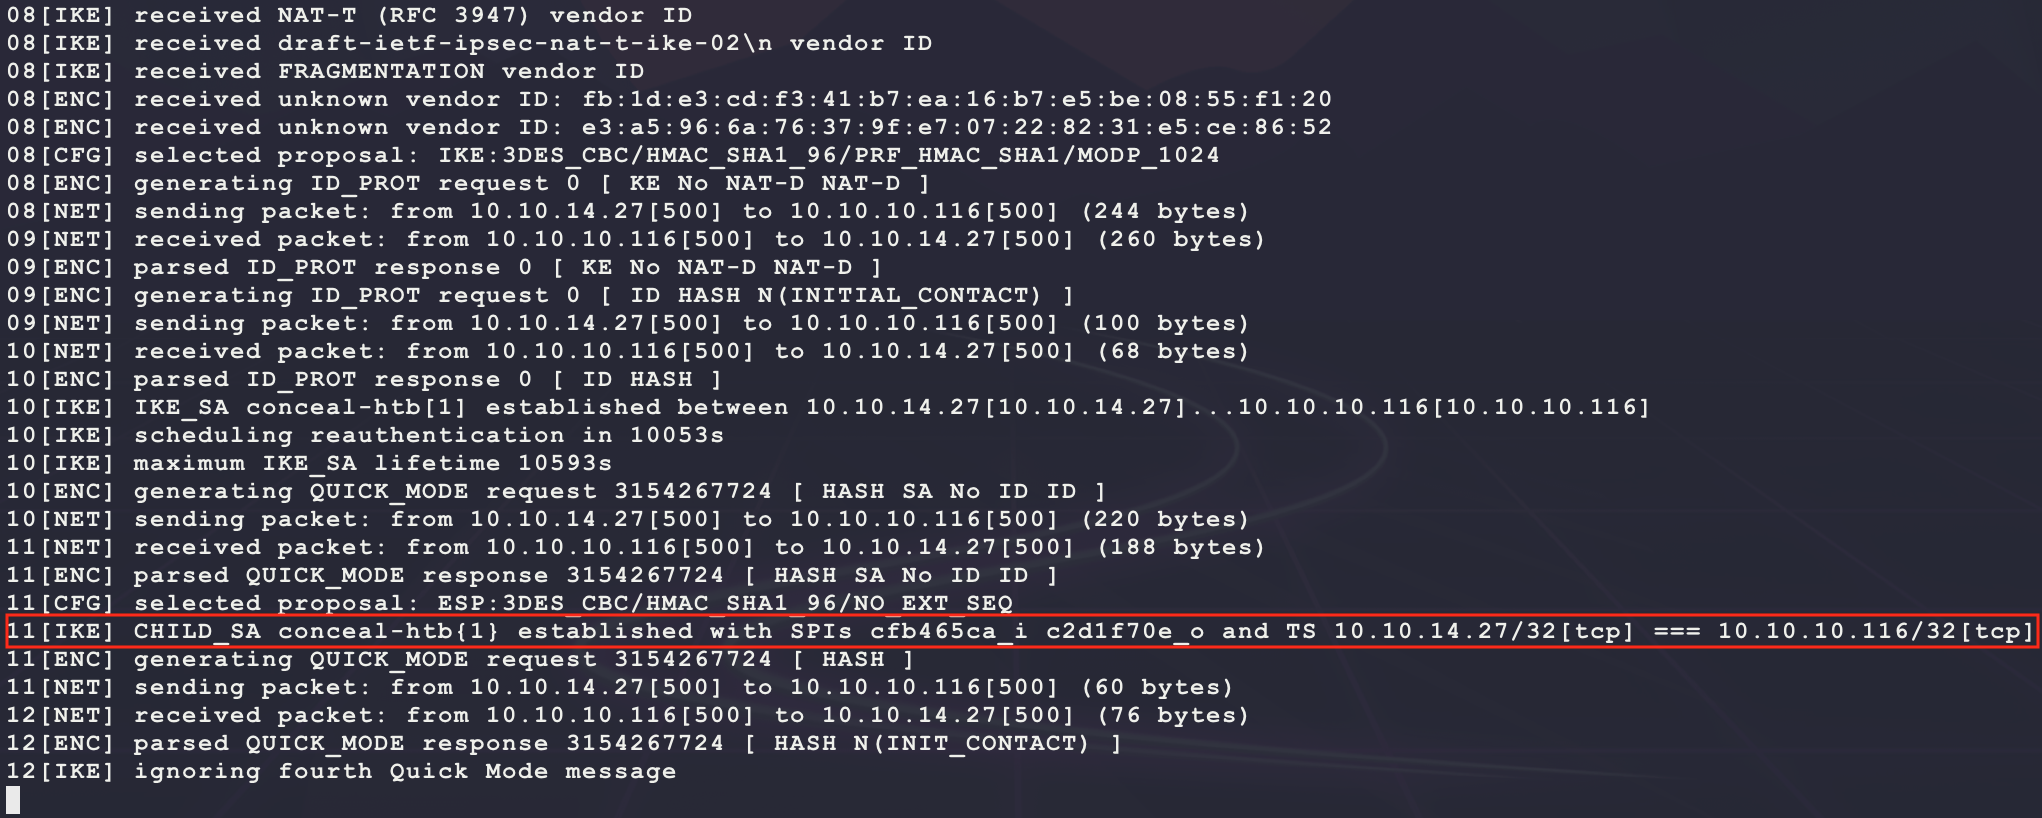 08[IKE] received NAT-T (RFC 3947) vendor ID
08[IKE] received draft-ietf-ipsec-nat-t-ike-02\n vendor ID
08[IKE] received FRAGMENTATION vendor ID
08[ENC] received unknown vendor ID: fb:1d:e3:cd:f3:41:b7:ea:16:b7:e5:be:08:55:f1:20
08[ENC] received unknown vendor ID: e3:a5:96:6a:76:37:9f:e7:07:22:82:31:e5:ce:86:52
08[CFG] selected proposal: IKE:3DES_CBC/HMAC_SHA1_96/PRF_HMAC_SHA1/MODP_1024
08[ENC] generating ID_PROT request 0 [ KE No NAT-D NAT-D ]
08[NET] sending packet: from 10.10.14.27[500] to 10.10.10.116[500] (244 bytes)
09[NET] received packet: from 10.10.10.116[500] to 10.10.14.27[500] (260 bytes)
09[ENC] parsed ID_PROT response 0 [ KE No NAT-D NAT-D ]
09[ENC] generating ID_PROT request 0 [ ID HASH N(INITIAL_CONTACT) ]
09[NET] sending packet: from 10.10.14.27[500] to 10.10.10.116[500] (100 bytes)
10[NET] received packet: from 10.10.10.116[500] to 10.10.14.27[500] (68 bytes)
10[ENC] parsed ID_PROT response 0 [ ID HASH ]
10[IKE] IKE_SA conceal-htb[1] established between 10.10.14.27[10.10.14.27]...10.10.10.116[10.10.10.116]
10[IKE] scheduling reauthentication in 10053s
10[IKE] maximum IKE_SA lifetime 10593s
10[ENC] generating QUICK_MODE request 3154267724 [ HASH SA No ID ID ]
10[NET] sending packet: from 10.10.14.27[500] to 10.10.10.116[500] (220 bytes)
11[NET] received packet: from 10.10.10.116[500] to 10.10.14.27[500] (188 bytes)
11[ENC] parsed QUICK_MODE response 3154267724 [ HASH SA No ID ID ]
11[CFG] selected proposal: ESP:3DES_CBC/HMAC_SHA1_96/NO_EXT_SEQ
11[IKE] CHILD_SA conceal-htb{1} established with SPIs cfb465ca_i c2d1f70e_o and TS 10.10.14.27/32[tcp] === 10.10.10.116/32[tcp]
11[ENC] generating QUICK_MODE request 3154267724 [ HASH ]
11[NET] sending packet: from 10.10.14.27[500] to 10.10.10.116[500] (60 bytes)
12[NET] received packet: from 10.10.10.116[500] to 10.10.14.27[500] (76 bytes)
12[ENC] parsed QUICK_MODE response 3154267724 [ HASH N(INIT_CONTACT) ]
12[IKE] ignoring fourth Quick Mode message